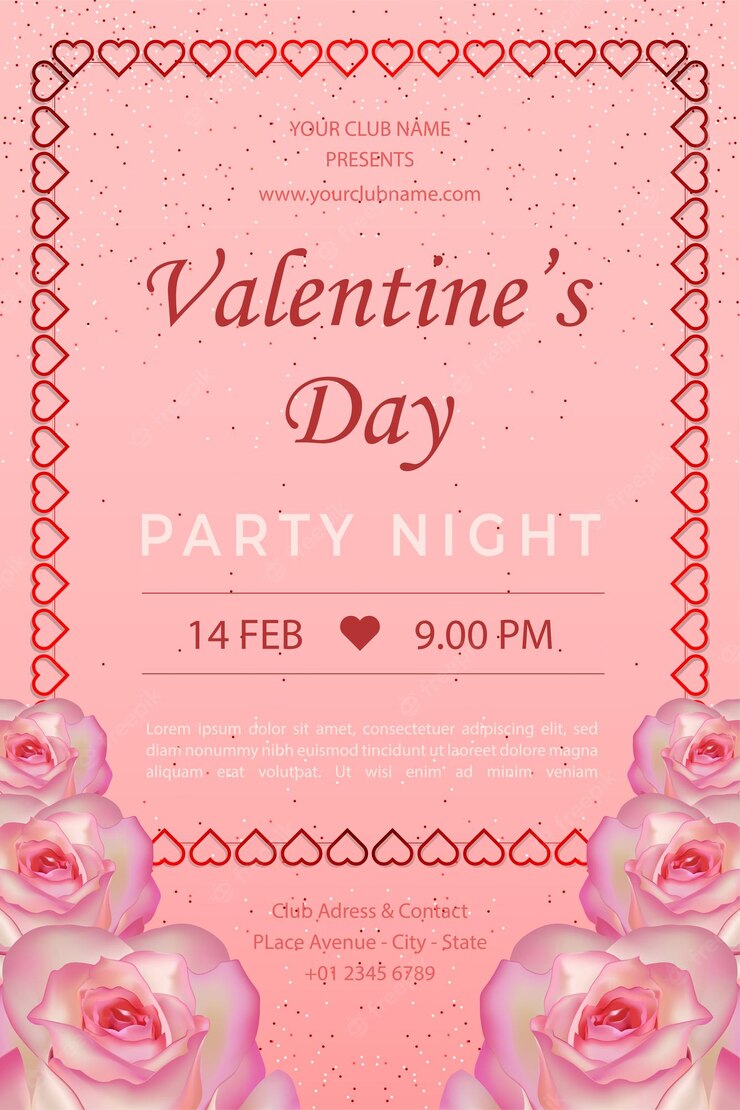 YOUR CLUB NAME
PRESENTS
www.yourclubname.com
Valentine's
Day
PARTY NIGHT
14 FEB 9.00 PM
Lorem ipsum dolor sit amet, consectetuer adipiscing elit, sed
diam nonummy nibh euismod tincidunt ut laoreet dolore magna
aliquam erat volutpat. Ut wisi enim ad minim veniam
Club Adress & Contact
PLace Avenue - City - State
+01 2345 6789